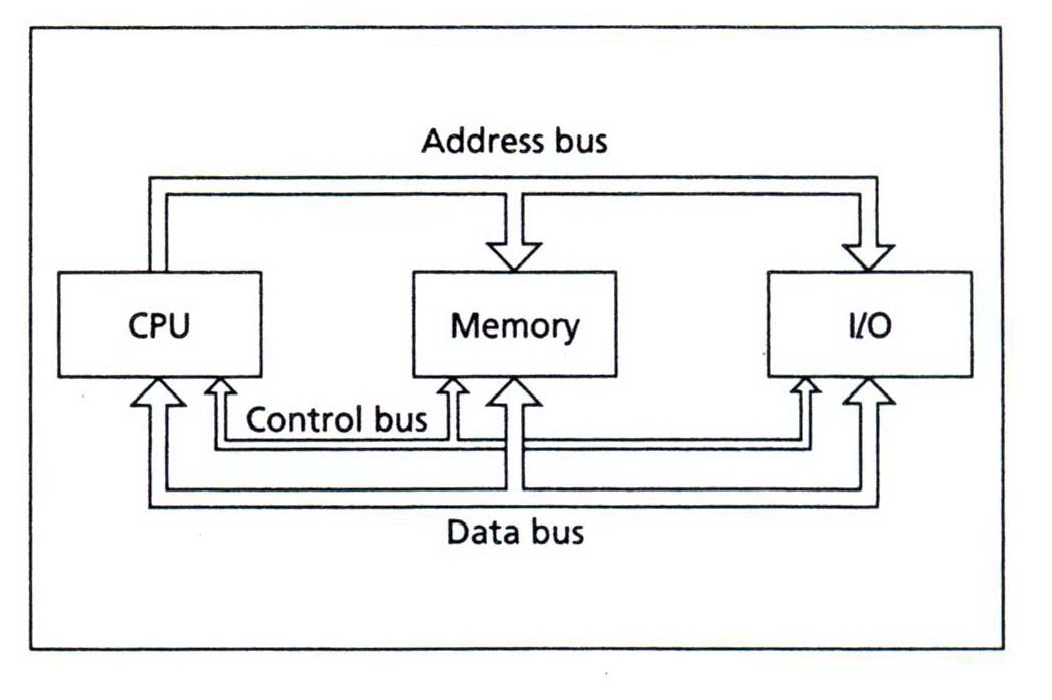 Address bus
CPU
Memory
I/O
Control bus
Data bus